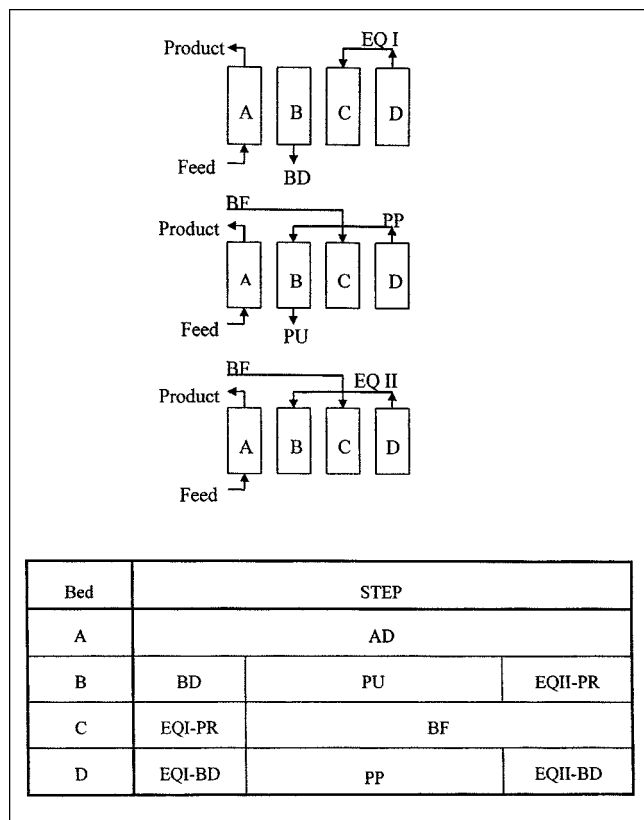 EQ I
Product
A B C D
Feed
BD
BF
PP
Product
A B C D
Feed
PU
BF
EQ II
Product
A B C D
Feed
Bed STEP
A AD
B BD PU EQII-PR
C EQI-PR BF
D EQI-BD PP EQII-BD